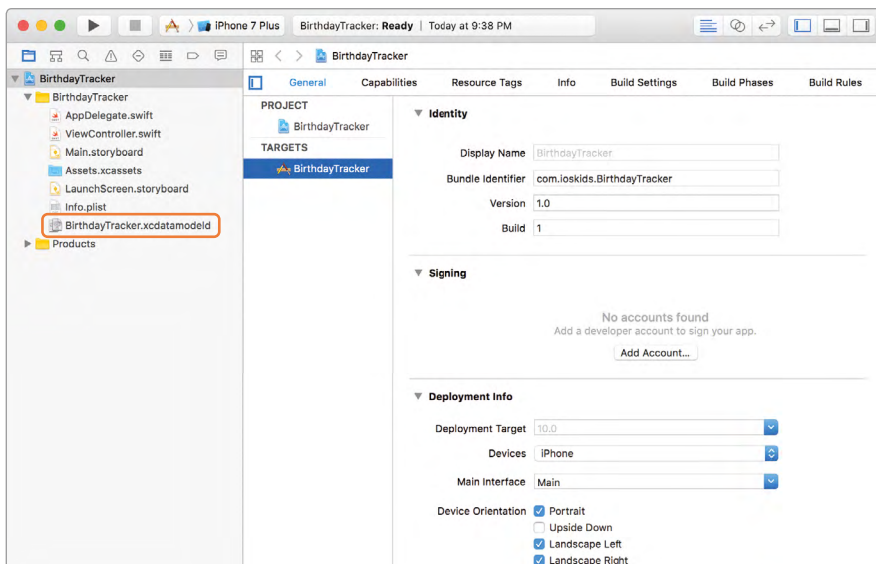 iPhone 7 Plus
BirthdayTracker: Ready | Today at 9:38 PM
BirthdayTracker
BirthdayTracker
BirthdayTracker
AppDelegate.swift
ViewController.swift
Main.storyboard
Assets.xcassets
LaunchScreen.storyboard
Info.plist
BirthdayTracker.xcdatamodeld
Products
General Capabilities Resource Tags Info Build Settings Build Phases Build Rules
PROJECT
BirthdayTracker
TARGETS
BirthdayTracker
Identity
Display Name BirthdayTracker
Bundle Identifier com.ioskids.BirthdayTracker
Version 1.0
Build 1
Signing
No accounts found
Add a developer account to sign your app.
Add Account...
Deployment Info
Deployment Target 10.0
Devices iPhone
Main Interface Main
Device Orientation Portrait
Upside Down
Landscape Left
Landscape Right